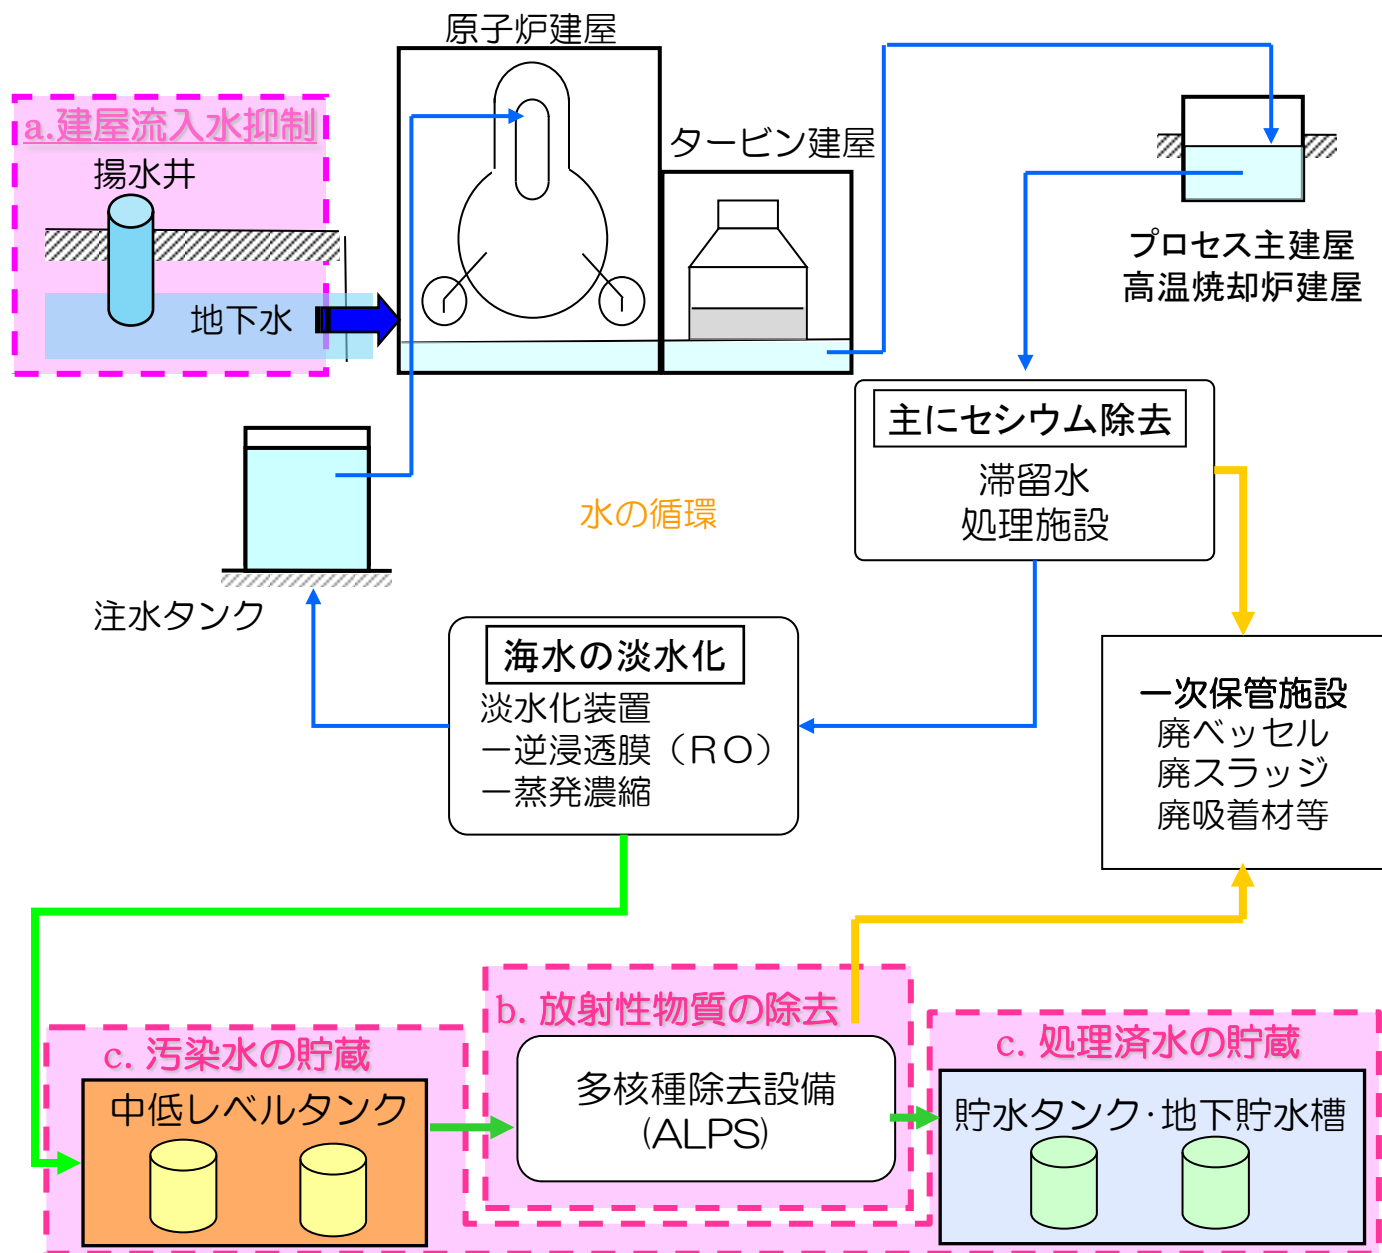 原子炉建屋
a.建屋流入水抑制
揚水井
地下水
タービン建屋
プロセス主建屋
高温焼却炉建屋
主にセシウム除去
滞留水
処理施設
水の循環
注水タンク
海水の淡水化
淡水化装置
－逆浸透膜（ＲＯ）
－蒸発濃縮
一次保管施設
廃ベッセル
廃スラッジ
廃吸着材等
c. 汚染水の貯蔵
中低レベルタンク
b. 放射性物質の除去
多核種除去設備
(ALPS)
c. 処理済水の貯蔵
貯水タンク･地下貯水槽